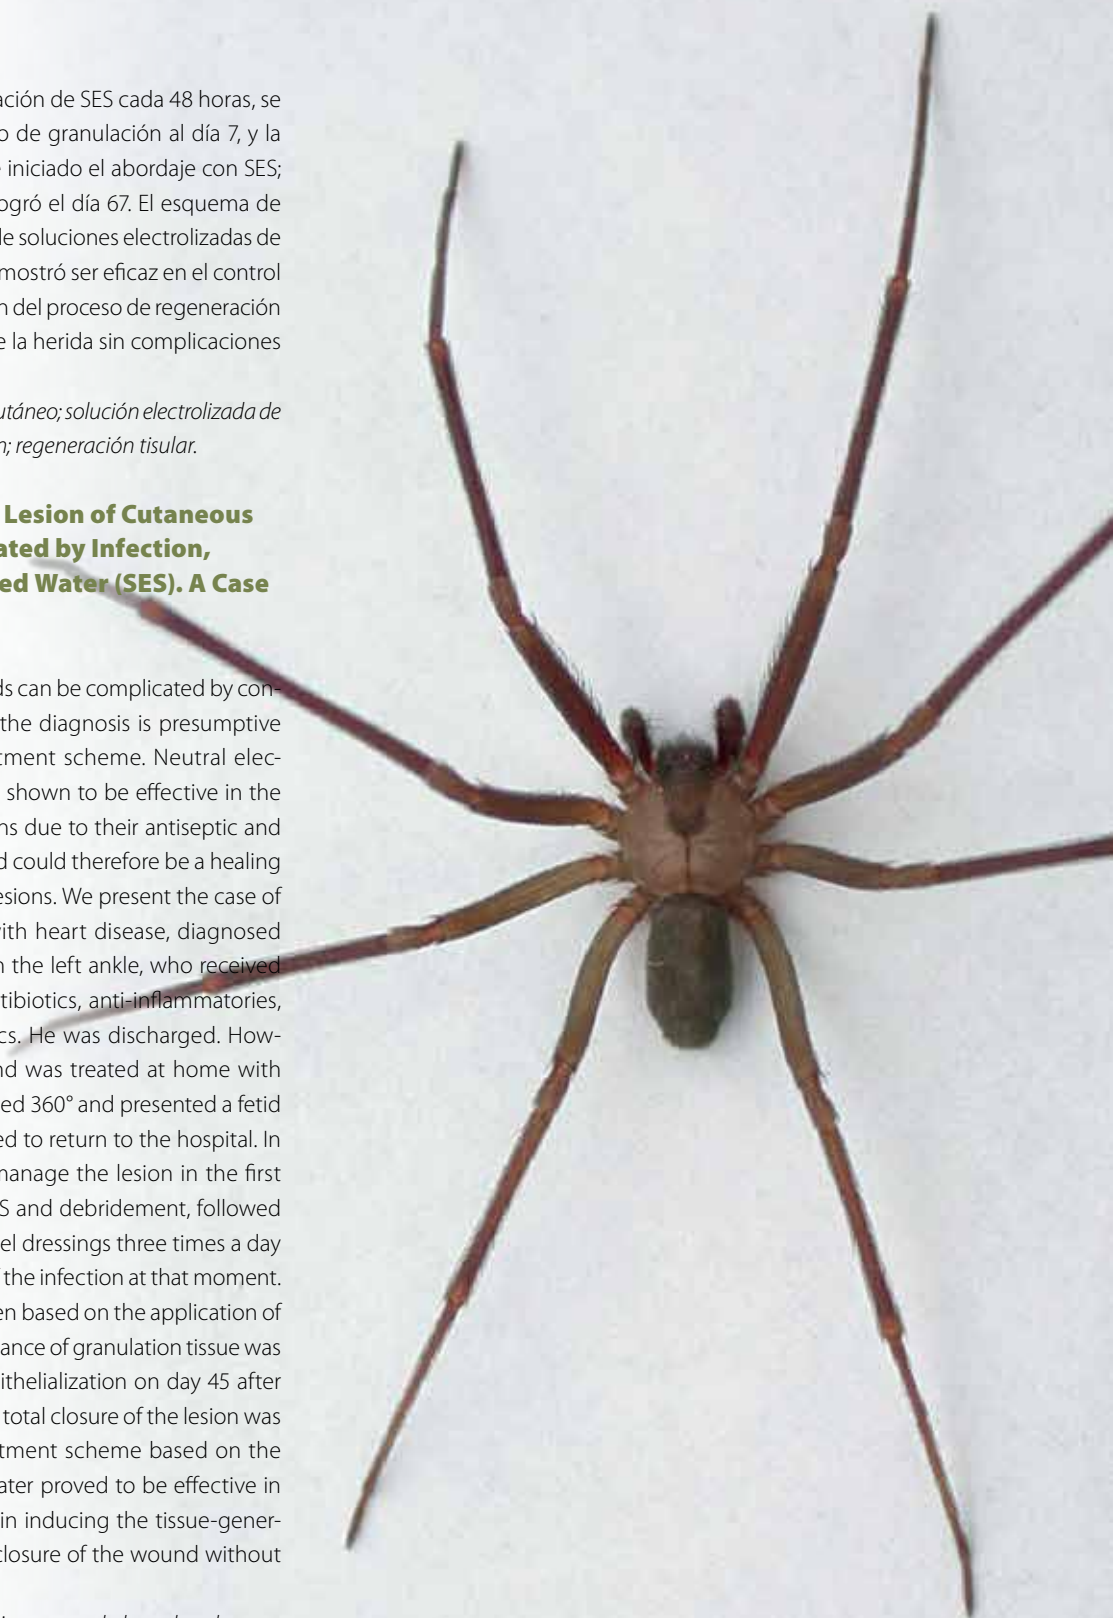 ación de SES cada 48 horas, se
o de granulación al día 7, y la
e iniciado el abordaje con SES;
ogró el día 67. El esquema de
de soluciones electrolizadas de
mostró ser eficaz en el control
n del proceso de regeneración
e la herida sin complicaciones
utáneo; solución electrolizada de
n; regeneración tisular.
Lesion of Cutaneous
ated by Infection,
ed Water (SES). A Case
ds can be complicated by con-
the diagnosis is presumptive
tment scheme. Neutral elec-
shown to be effective in the
ns due to their antiseptic and
d could therefore be a healing
esions. We present the case of
with heart disease, diagnosed
n the left ankle, who received
tibiotics, anti-inflammatories,
cs. He was discharged. How-
nd was treated at home with
ed 360° and presented a fetid
ed to return to the hospital. In
manage the lesion in the first
S and debridement, followed
el dressings three times a day
f the infection at that moment.
en based on the application of
ance of granulation tissue was
ithelialization on day 45 after
total closure of the lesion was
tment scheme based on the
ater proved to be effective in
in inducing the tissue-gener-
closure of the wound without